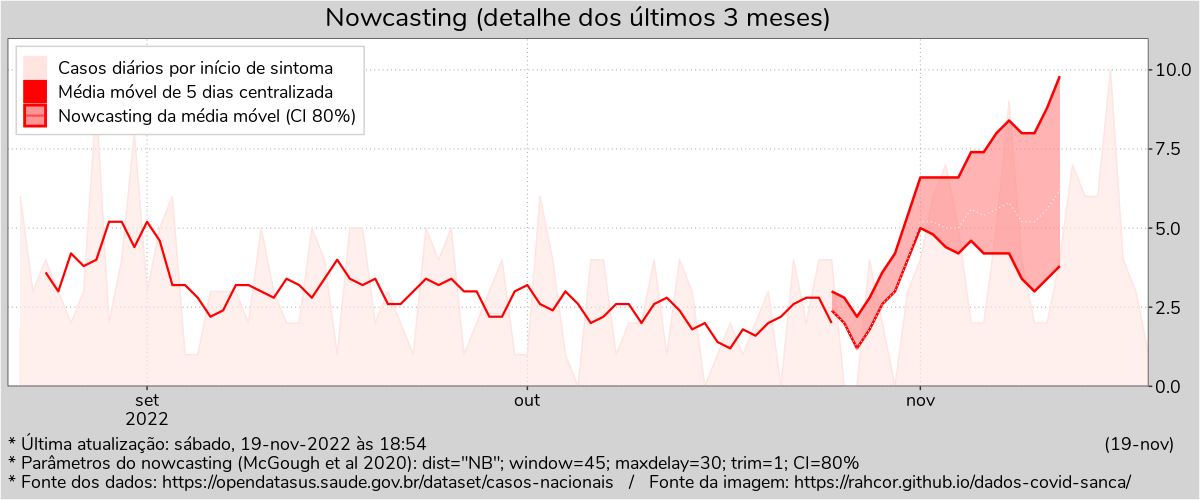 Nowcasting (detalhe dos últimos 3 meses)
Casos diários por início de sintoma
Média móvel de 5 dias centralizada
Nowcasting da média móvel (CI 80%)
10.0
7.5
5.0
2.5
0.0
set
2022
out
nov
* Última atualização: sábado, 19-nov-2022 às 18:54
(19-nov)
* Parâmetros do nowcasting (McGough et al 2020): dist="NB"; window=45; maxdelay=30; trim=1; CI=80%
* Fonte dos dados: https://opendatasus.saude.gov.br/dataset/casos-nacionais / Fonte da imagem: https://rahcor.github.io/dados-covid-sanca/